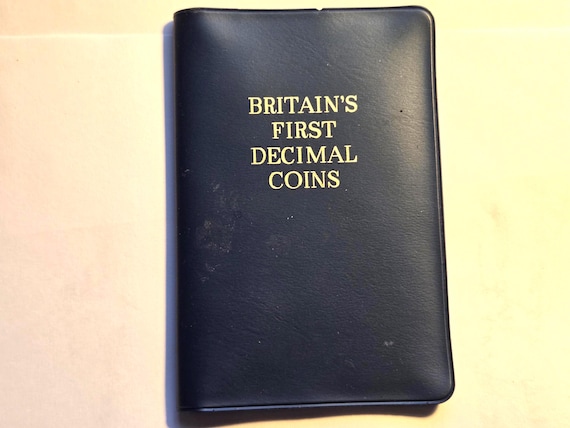 BRITAIN'S
FIRST
DECIMAL
COINS